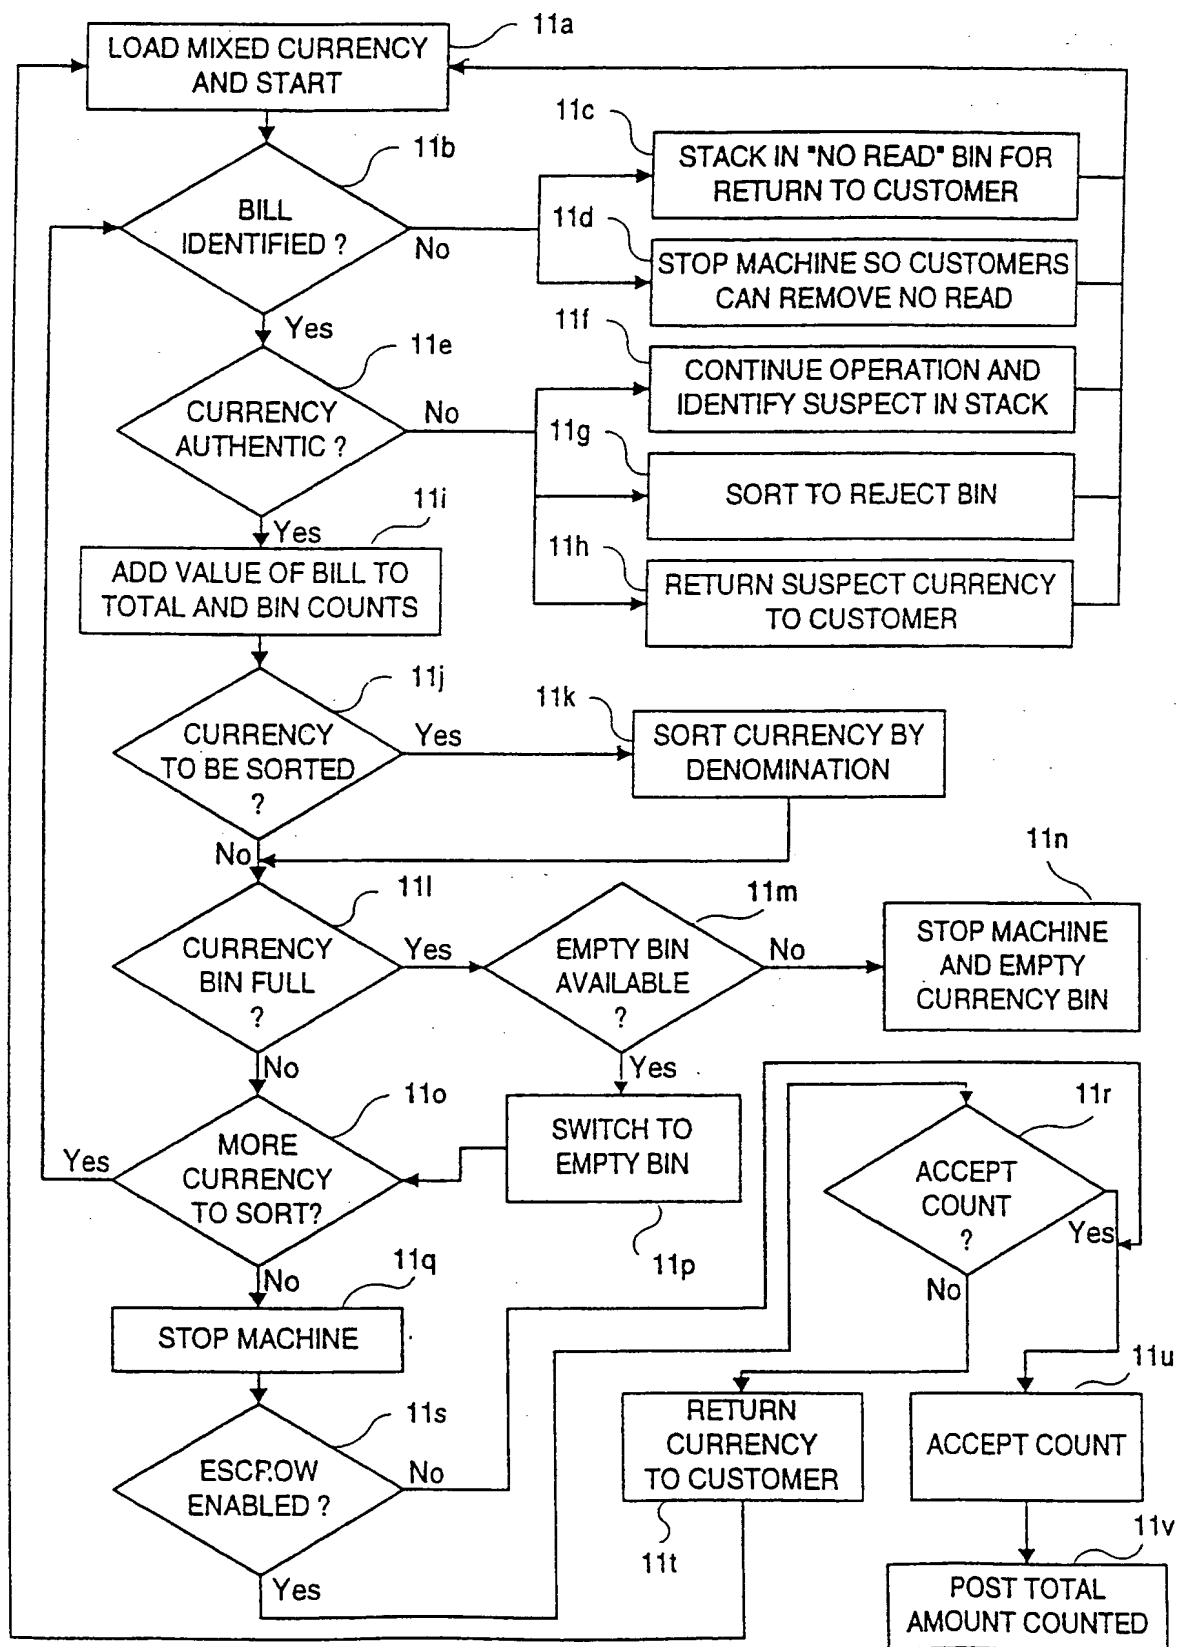 11a
LOAD MIXED CURRENCY
AND START
11b
BILL
IDENTIFIED ?
No
Yes
11c
STACK IN "NO READ" BIN FOR
RETURN TO CUSTOMER
11d
STOP MACHINE SO CUSTOMERS
CAN REMOVE NO READ
11e
CURRENCY
AUTHENTIC ?
No
Yes
11f
CONTINUE OPERATION AND
IDENTIFY SUSPECT IN STACK
11g
SORT TO REJECT BIN
11h
RETURN SUSPECT CURRENCY
TO CUSTOMER
11i
ADD VALUE OF BILL TO
TOTAL AND BIN COUNTS
11j
CURRENCY
TO BE SORTED
?
Yes
No
11k
SORT CURRENCY BY
DENOMINATION
11l
CURRENCY
BIN FULL
?
Yes
No
11m
EMPTY BIN
AVAILABLE
?
No
Yes
11n
STOP MACHINE
AND EMPTY
CURRENCY BIN
11o
MORE
CURRENCY
TO SORT?
Yes
No
SWITCH TO
EMPTY BIN
11p
11r
ACCEPT
COUNT
?
Yes
No
11q
STOP MACHINE
11s
ESCROW
ENABLED ?
No
Yes
RETURN
CURRENCY
TO CUSTOMER
11t
11u
ACCEPT COUNT
11v
POST TOTAL
AMOUNT COUNTED